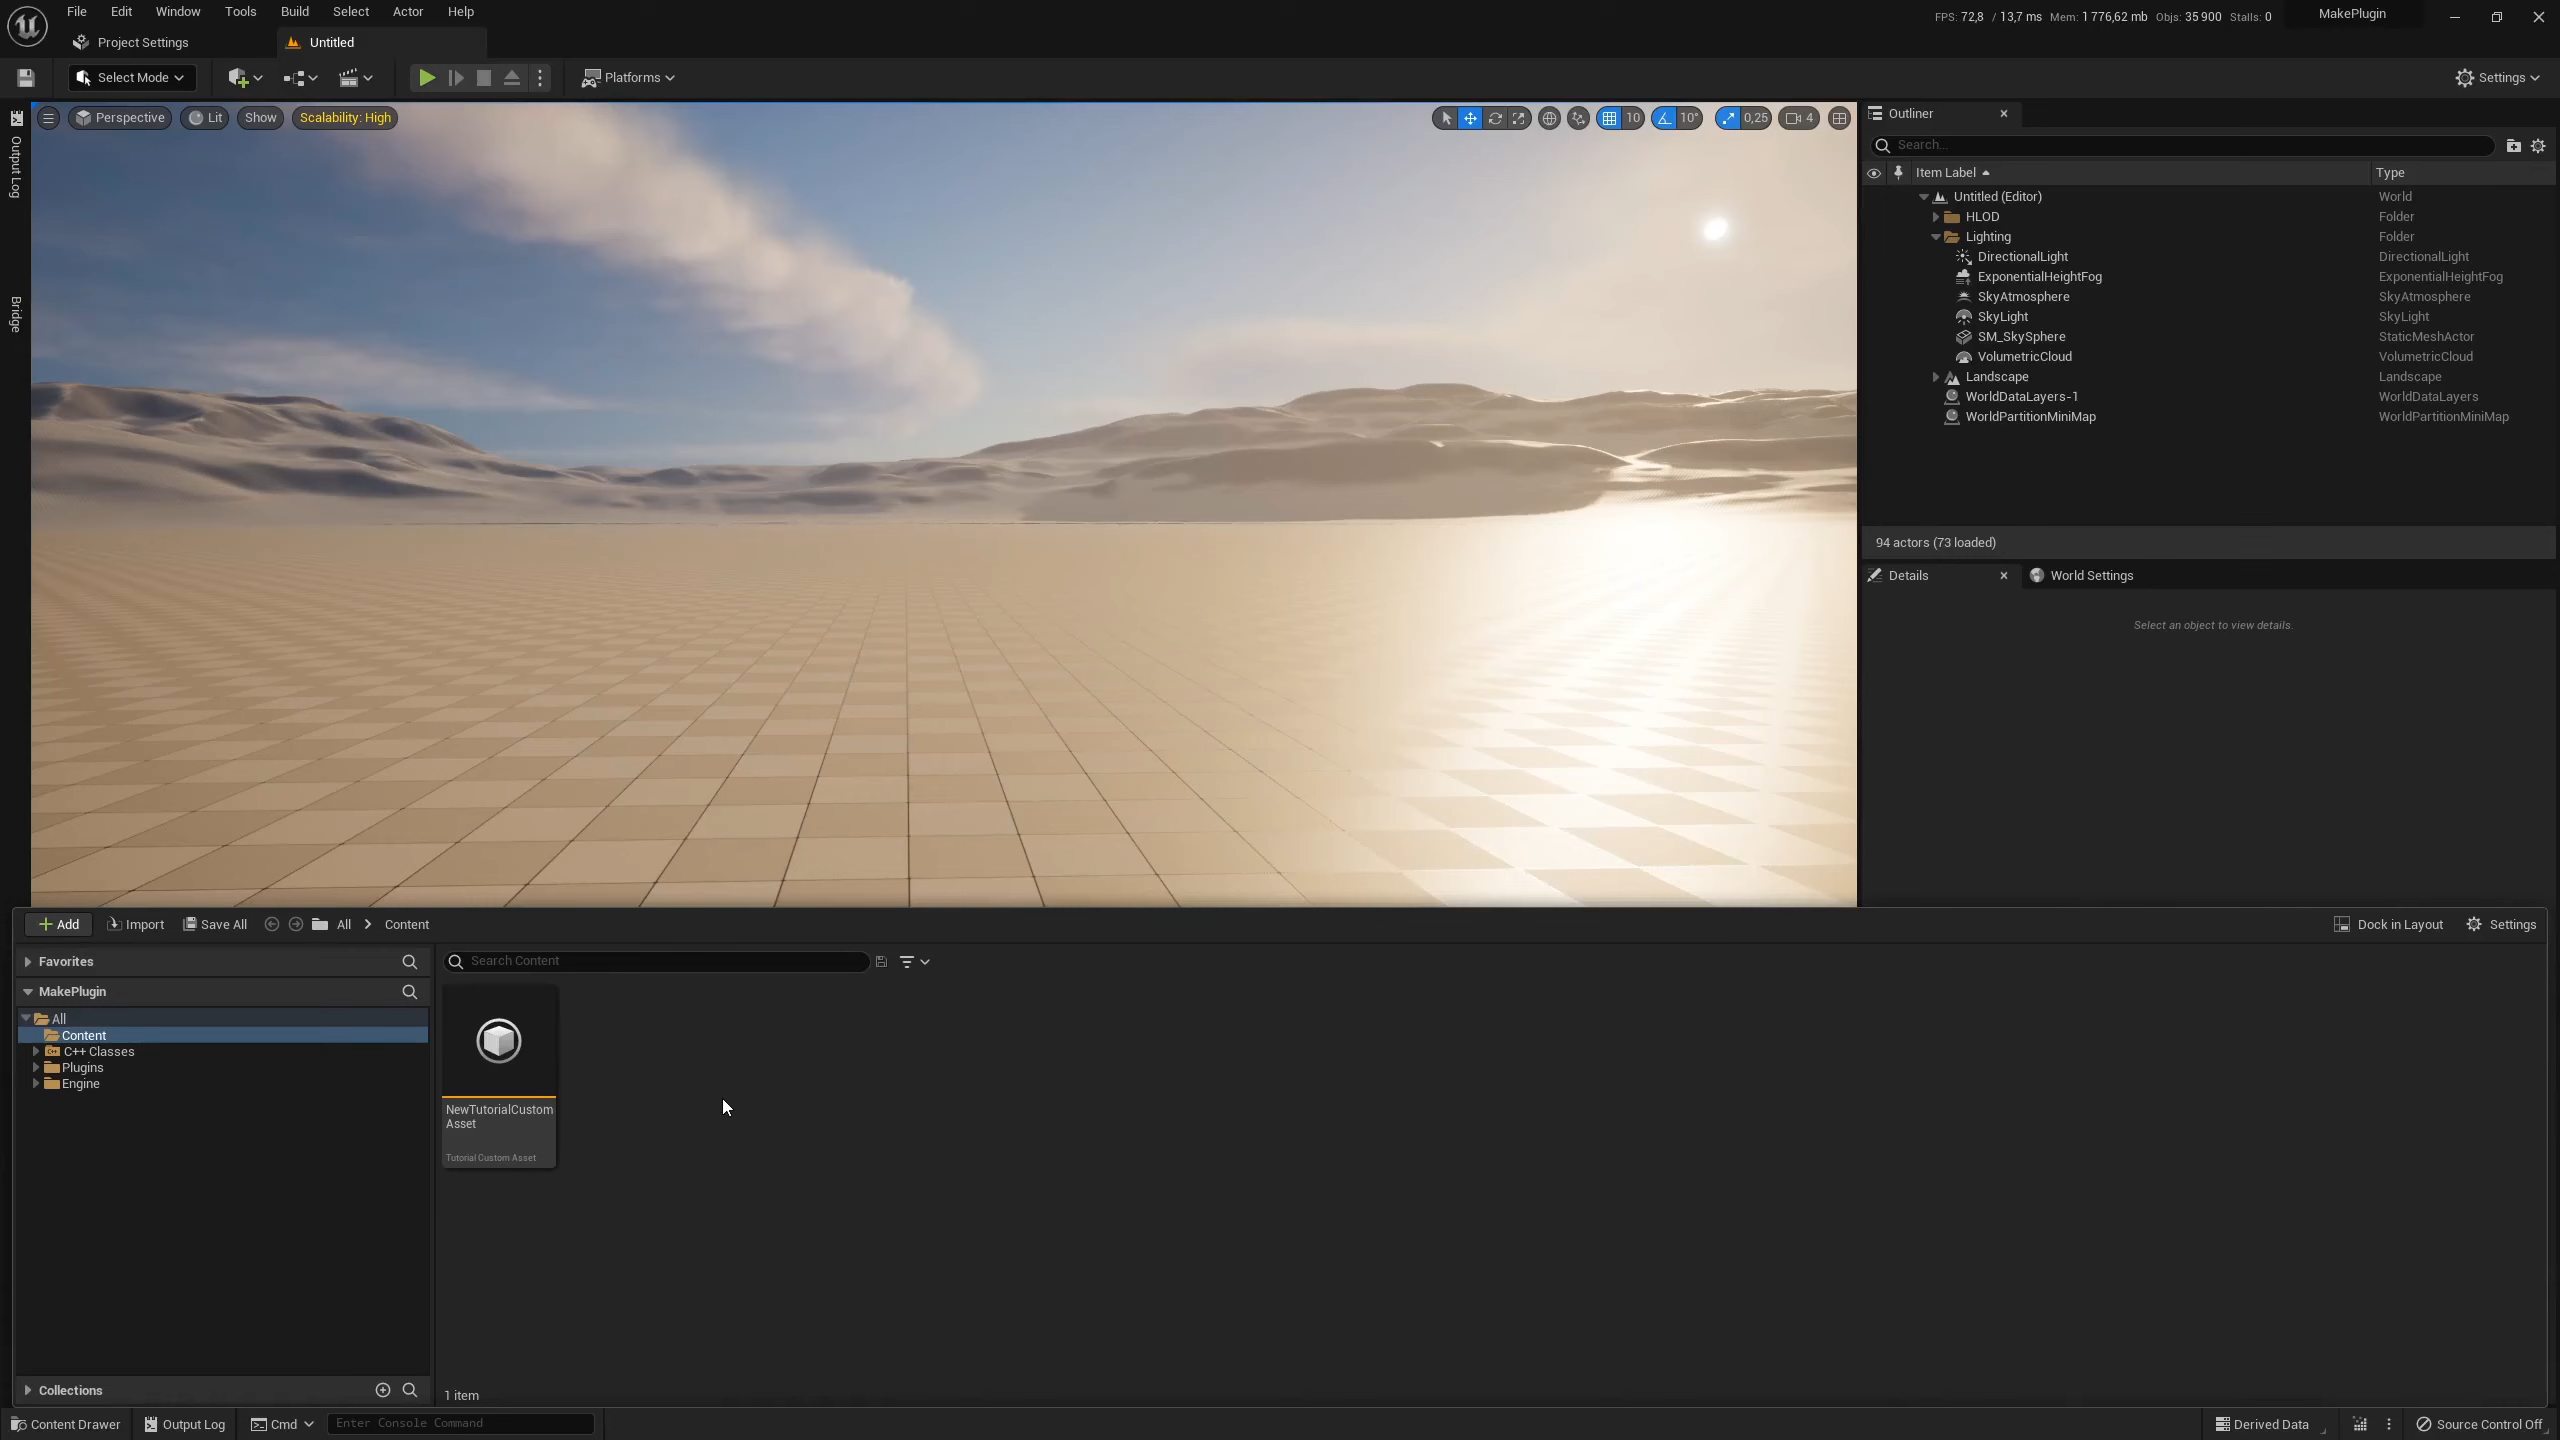 File Edit Window Tools Build Select Actor Help
FPS: 72,8 / 13,7 ms Mem: 1 776,62 mb Objs: 35 900 Stalls: 0
MakePlugin
Project Settings
Untitled
Select Mode
Platforms
Settings
Output Log
Bridge
Perspective
Lit
Show
Scalability: High
10
10°
0,25
4
Outliner
Search...
Item Label Type
Untitled (Editor) World
HLOD Folder
Lighting Folder
DirectionalLight DirectionalLight
ExponentialHeightFog ExponentialHeightFog
SkyAtmosphere SkyAtmosphere
SkyLight SkyLight
SM_SkySphere StaticMeshActor
VolumetricCloud VolumetricCloud
Landscape Landscape
WorldDataLayers-1 WorldDataLayers
WorldPartitionMiniMap WorldPartitionMiniMap
94 actors (73 loaded)
Details
World Settings
Select an object to view details.
Add
Import
Save All
All > Content
Dock in Layout
Settings
Favorites
MakePlugin
All
Content
C++ Classes
Plugins
Engine
Collections
Search Content
NewTutorialCustom
Asset
Tutorial Custom Asset
1 item
Content Drawer
Output Log
Cmd
Enter Console Command
Derived Data
Source Control Off